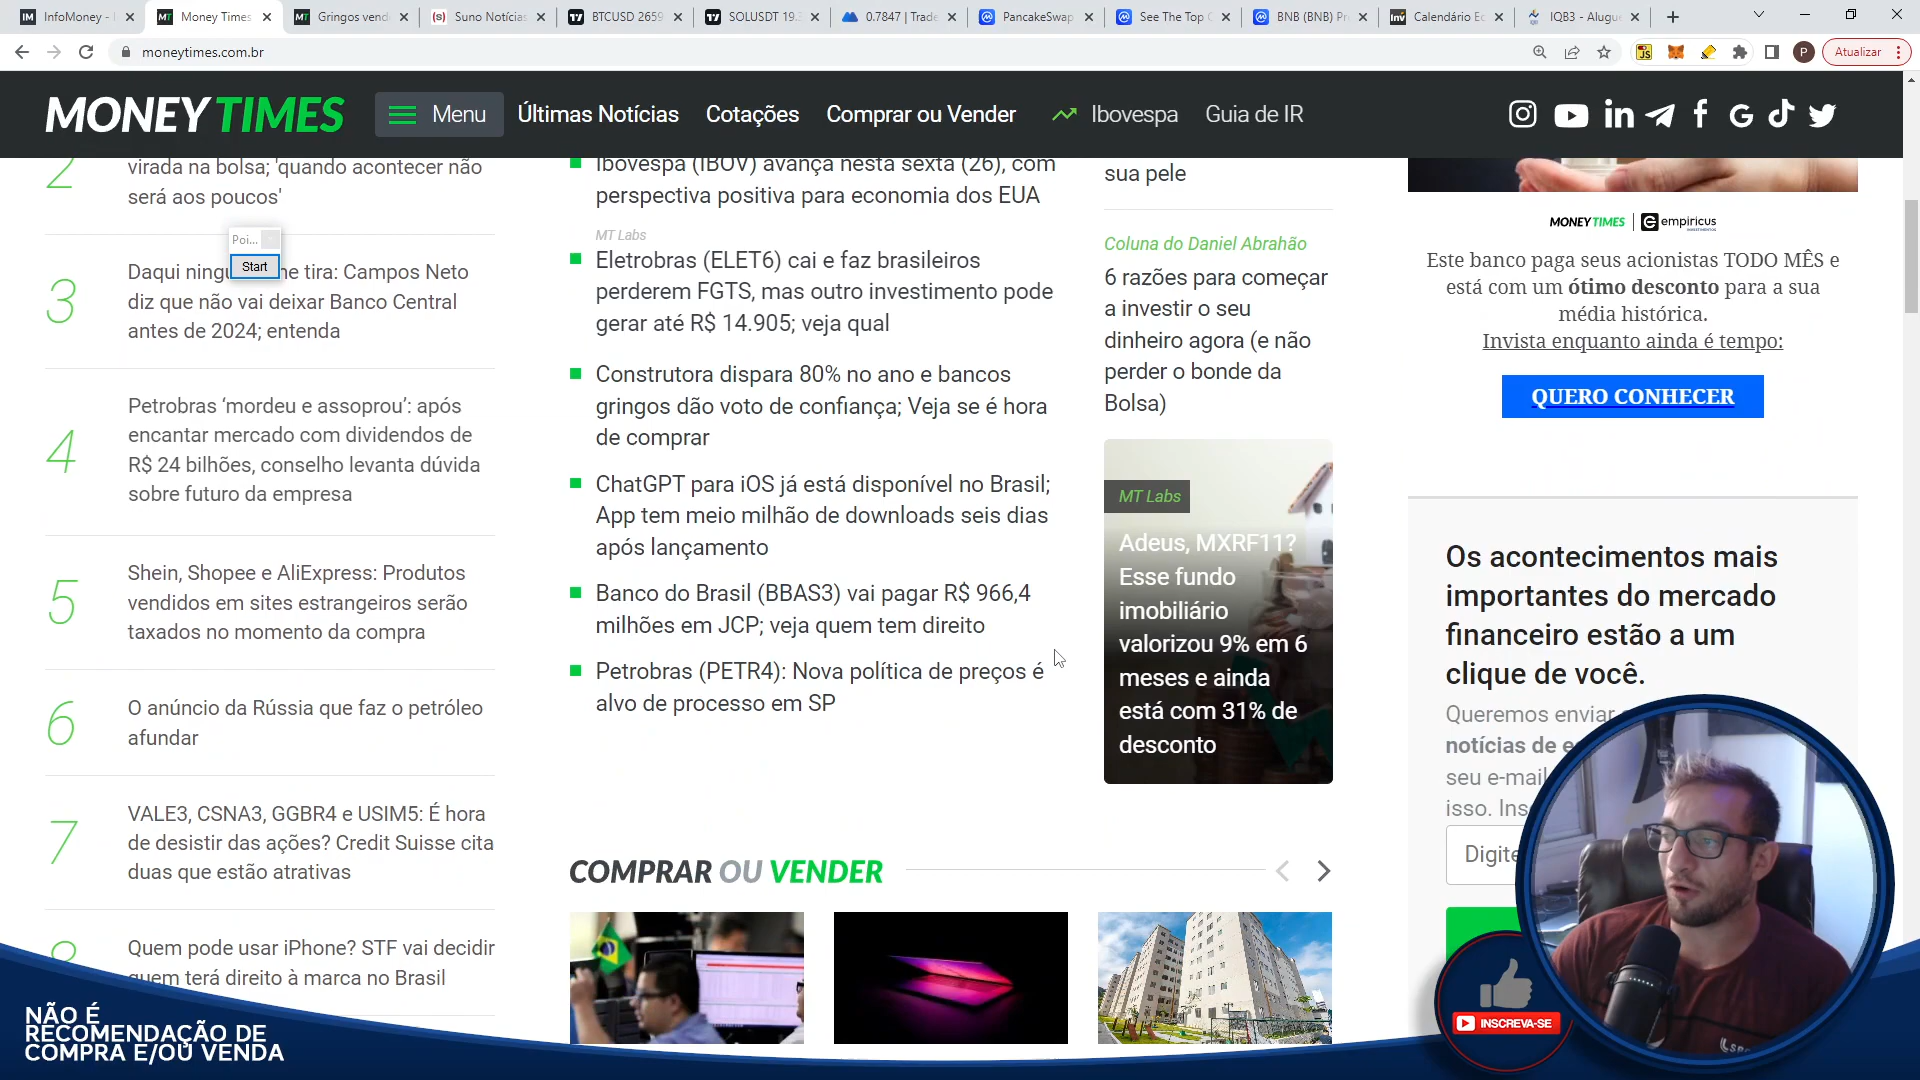 InfoMoney -
Money Times
Gringos vend
Suno Notícias
BTCUSD 2659
SOLUSDT 19.3
0.7847 | Trade
PancakeSwap
See The Top
BNB (BNB) Pr
Calendário Ec
IQB3 - Alugu
moneytimes.com.br
JS
P
Atualizar
MONEY TIMES
Menu
Últimas Notícias
Cotações
Comprar ou Vender
Ibovespa
Guia de IR
2
virada na bolsa; 'quando acontecer não
será aos poucos'
Poi...
Start
3
Daqui ning
me tira: Campos Neto
diz que não vai deixar Banco Central
antes de 2024; entenda
4
Petrobras ‘mordeu e assoprou’: após
encantar mercado com dividendos de
R$ 24 bilhões, conselho levanta dúvida
sobre futuro da empresa
5
Shein, Shopee e AliExpress: Produtos
vendidos em sites estrangeiros serão
taxados no momento da compra
6
O anúncio da Rússia que faz o petróleo
afundar
7
VALE3, CSNA3, GGBR4 e USIM5: É hora
de desistir das ações? Credit Suisse cita
duas que estão atrativas
8
Quem pode usar iPhone? STF vai decidir
quem terá direito à marca no Brasil
Ibovespa (IBOV) avança nesta sexta (26), com
perspectiva positiva para economia dos EUA
MT Labs
Eletrobras (ELET6) cai e faz brasileiros
perderem FGTS, mas outro investimento pode
gerar até R$ 14.905; veja qual
Construtora dispara 80% no ano e bancos
gringos dão voto de confiança; Veja se é hora
de comprar
ChatGPT para iOS já está disponível no Brasil;
App tem meio milhão de downloads seis dias
após lançamento
Banco do Brasil (BBAS3) vai pagar R$ 966,4
milhões em JCP; veja quem tem direito
Petrobras (PETR4): Nova política de preços é
alvo de processo em SP
sua pele
Coluna do Daniel Abrahão
6 razões para começar
a investir o seu
dinheiro agora (e não
perder o bonde da
Bolsa)
MT Labs
Adeus, MXRF11?
Esse fundo
imobiliário
valorizou 9% em 6
meses e ainda
está com 31% de
desconto
COMPRAR OU VENDER
MONEY TIMES | empiricus
INVESTIMENTOS
Este banco paga seus acionistas TODO MÊS e
está com um ótimo desconto para a sua
média histórica.
Invista enquanto ainda é tempo:
QUERO CONHECER
Os acontecimentos mais
importantes do mercado
financeiro estão a um
clique de você.
Queremos enviar
notícias de
seu e-mail
isso. Ins
Digite
INSCREVA-SE
NÃO É
RECOMENDAÇÃO DE
COMPRA E/OU VENDA